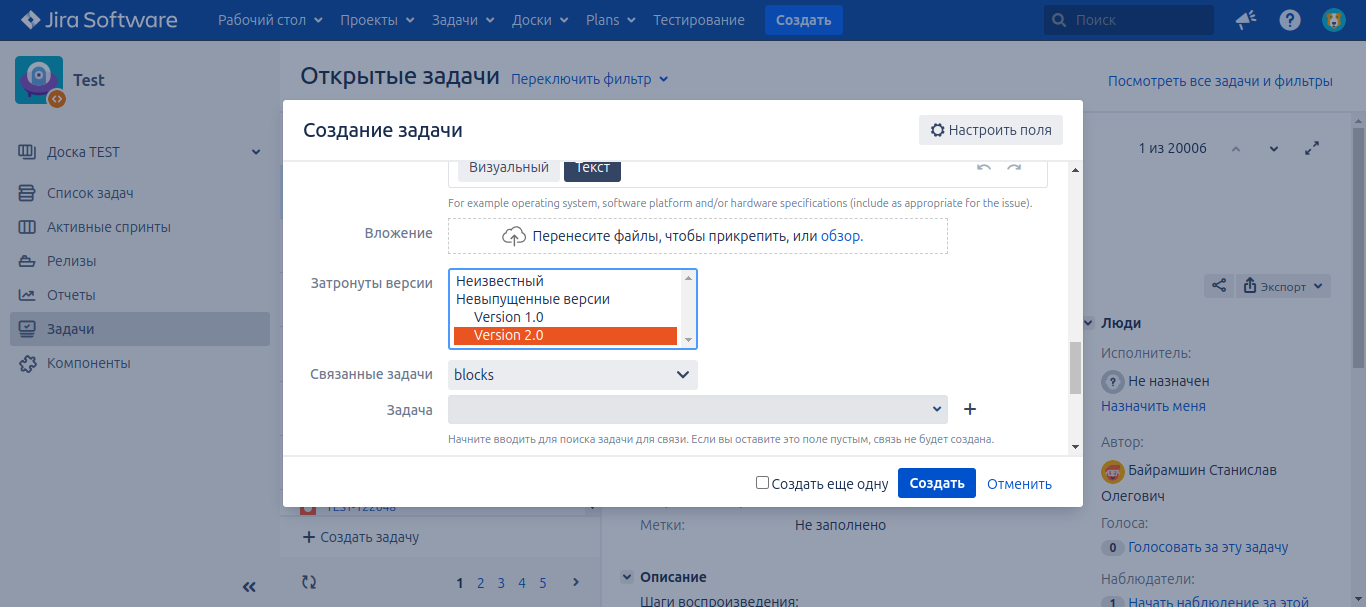 Jira Software
Рабочий стол Проекты Задачи Доски Plans Тестирование Создать Поиск
Test
Открытые задачи Переключить фильтр
Посмотреть все задачи и фильтры
Доска TEST
Список задач
Активные спринты
Релизы
Отчеты
Задачи
Компоненты
Создание задачи
Настроить поля
Визуальный Текст
For example operating system, software platform and/or hardware specifications (include as appropriate for the issue).
Вложение
Перенесите файлы, чтобы прикрепить, или обзор.
Затронуты версии
Неизвестный
Невыпущенные версии
Version 1.0
Version 2.0
Связанные задачи
blocks
Задача
Начните вводить для поиска задачи для связи. Если вы оставите это поле пустым, связь не будет создана.
Создать еще одну Создать Отменить
1 из 20006
Экспорт
Люди
Исполнитель:
Не назначен
Назначить меня
Автор:
Байрамшин Станислав
Олегович
Голоса:
0 Голосовать за эту задачу
Наблюдатели:
1 Начать наблюдение за этой
TEST-122048
+ Создать задачу
1 2 3 4 5
Метки: Не заполнено
Описание
Шаги воспроизведения: